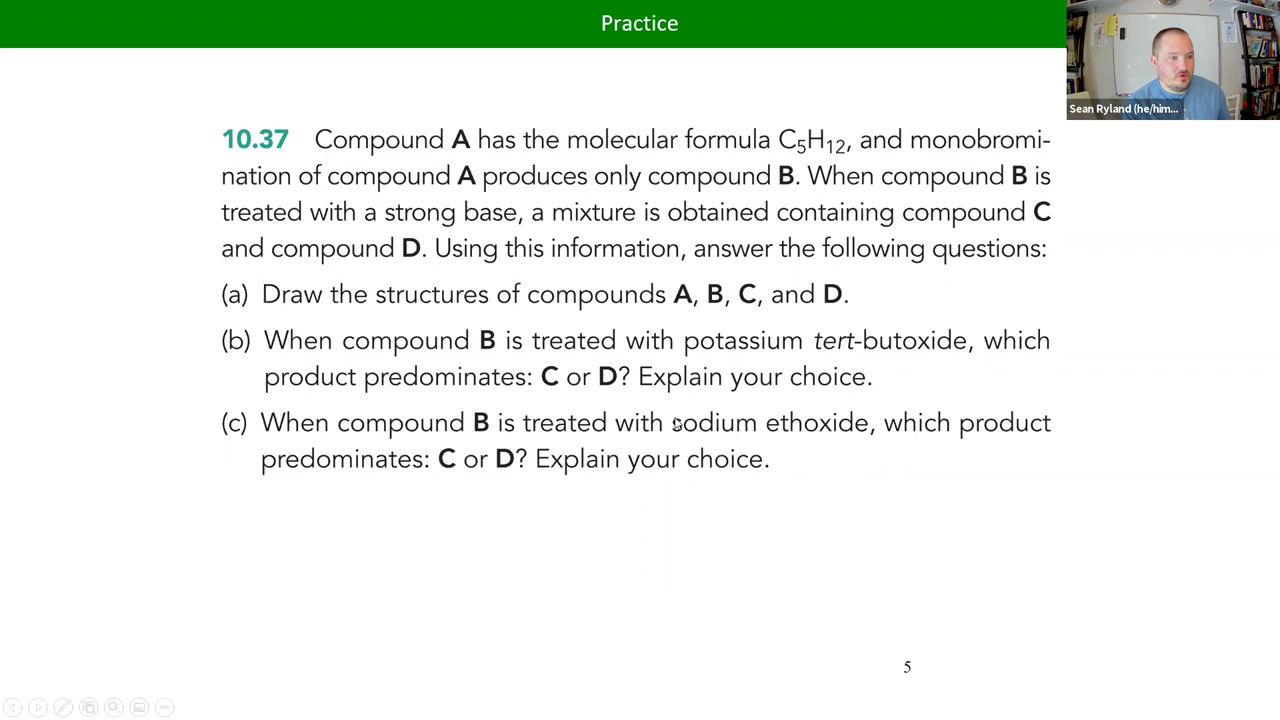 Practice
Sean Ryland (he/him...
10.37 Compound A has the molecular formula C₅H₁₂, and monobromi-
nation of compound A produces only compound B. When compound B is
treated with a strong base, a mixture is obtained containing compound C
and compound D. Using this information, answer the following questions:
(a) Draw the structures of compounds A, B, C, and D.
(b) When compound B is treated with potassium tert-butoxide, which
product predominates: C or D? Explain your choice.
(c) When compound B is treated with sodium ethoxide, which product
predominates: C or D? Explain your choice.
5